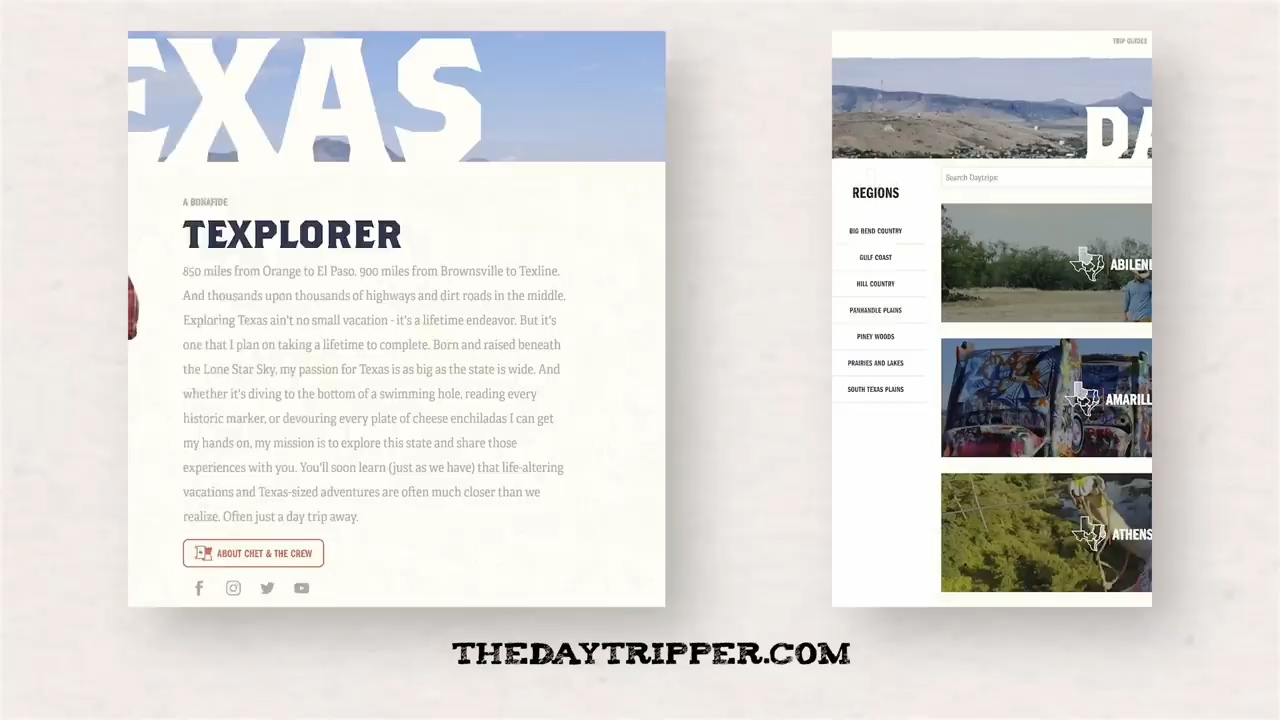 EXAS
A BONAFIDE
TEXPLORER
850 miles from Orange to El Paso. 900 miles from Brownsville to Texline.
And thousands upon thousands of highways and dirt roads in the middle.
Exploring Texas ain't no small vacation - it's a lifetime endeavor. But it's
one that I plan on taking a lifetime to complete. Born and raised beneath
the Lone Star Sky, my passion for Texas is as big as the state is wide. And
whether it's diving to the bottom of a swimming hole, reading every
historic marker, or devouring every plate of cheese enchiladas I can get
my hands on, my mission is to explore this state and share those
experiences with you. You'll soon learn (just as we have) that life-altering
vacations and Texas-sized adventures are often much closer than we
realize. Often just a day trip away.
ABOUT CHET & THE CREW
TRIP GUIDES
DA
Search Daytrips:
REGIONS
BIG BEND COUNTRY
GULF COAST
HILL COUNTRY
PANHANDLE PLAINS
PINEY WOODS
PRAIRIES AND LAKES
SOUTH TEXAS PLAINS
ABILEN
AMARILL
ATHENS
THEDAYTRIPPER.COM